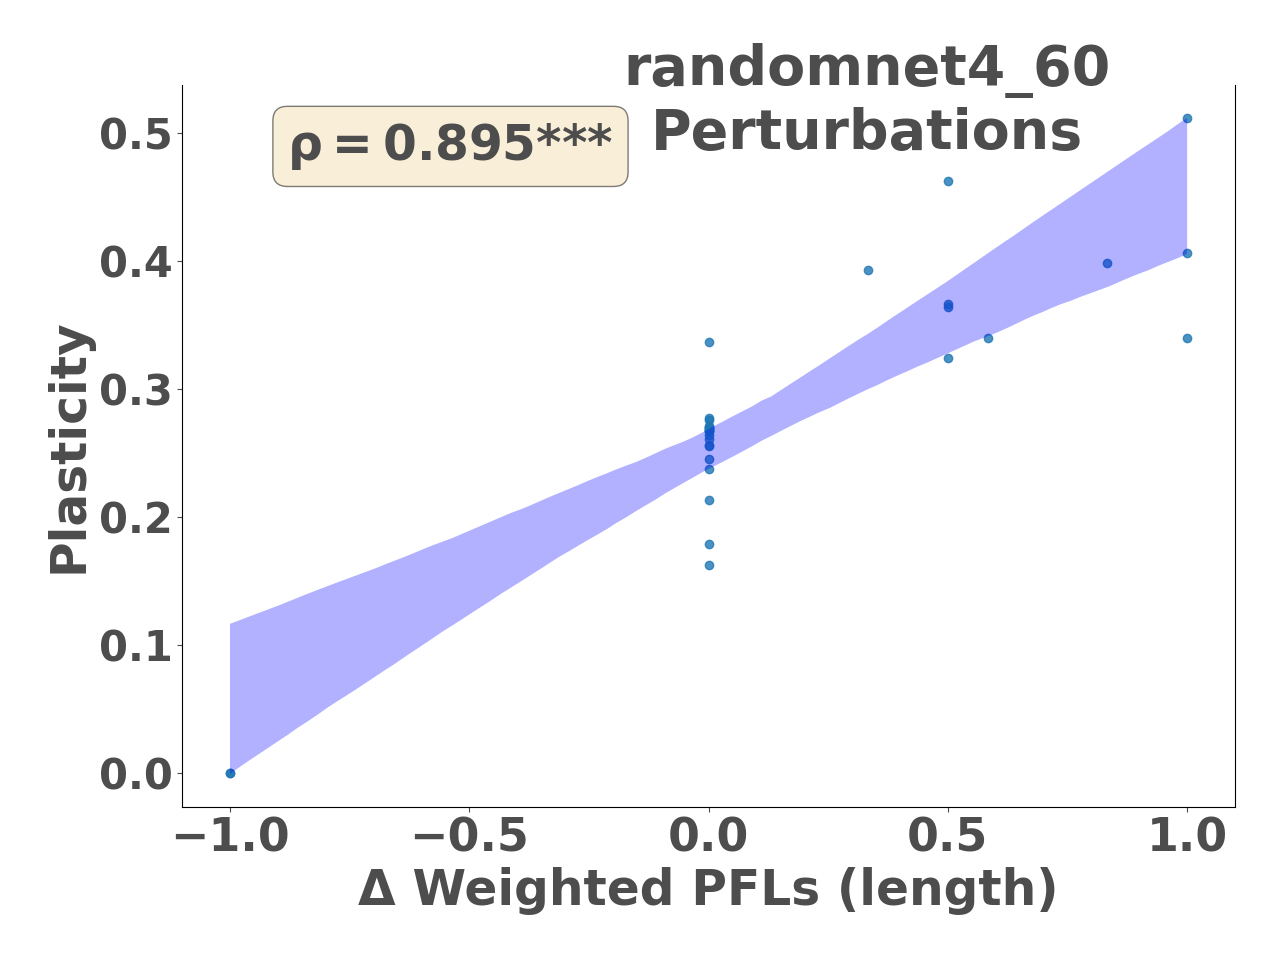 randomnet4_60
Perturbations
ρ = 0.895***
Plasticity
0.5
0.4
0.3
0.2
0.1
0.0
−1.0 −0.5 0.0 0.5 1.0
Δ Weighted PFLs (length)